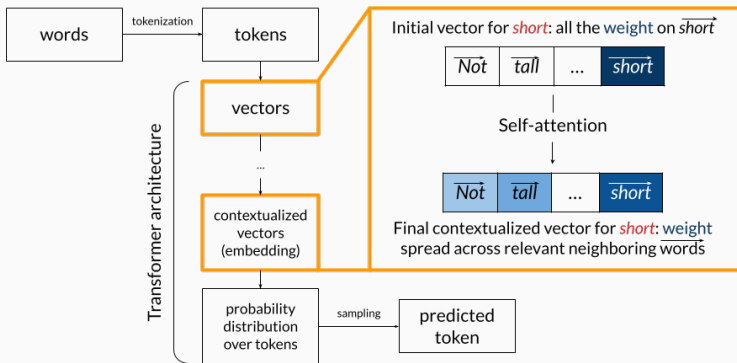 words
tokenization
tokens
vectors
...
contextualized
vectors
(embedding)
probability
distribution
over tokens
sampling
predicted
token
Transformer architecture
Initial vector for short: all the weight on short
Not tall ... short
Self-attention
Not tall ... short
Final contextualized vector for short: weight
spread across relevant neighboring words